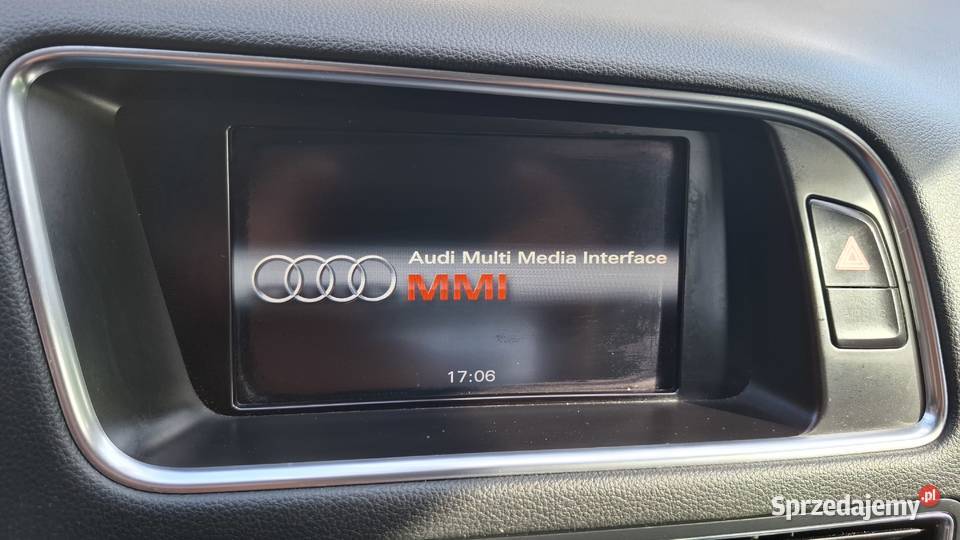 Audi Multi Media Interface
MMI
17:06
Sprzedajemy.pl